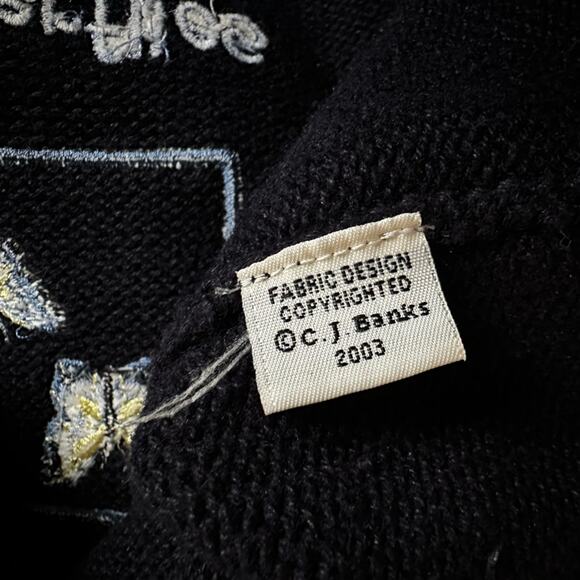 FABRIC DESIGN
COPYRIGHTED
© C. J. Banks
2003